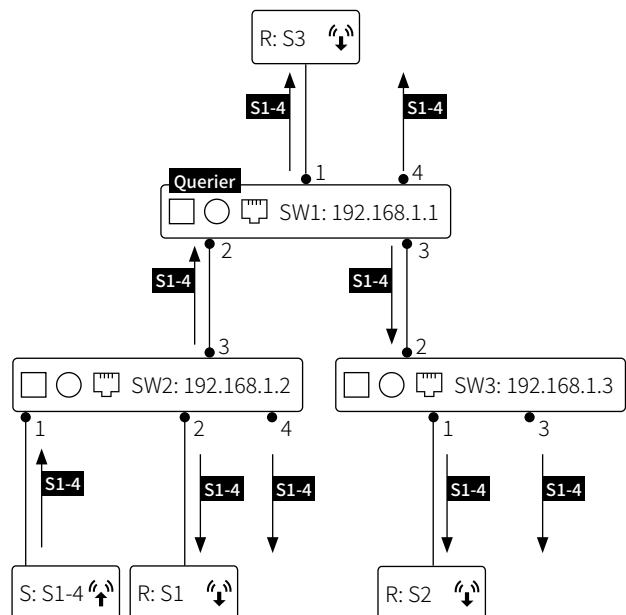 R: S3
S1-4
S1-4
Querier
1
4
SW1: 192.168.1.1
2
3
S1-4
S1-4
3
2
SW2: 192.168.1.2
SW3: 192.168.1.3
1
2
4
1
3
S1-4
S1-4
S1-4
S1-4
S1-4
S: S1-4
R: S1
R: S2